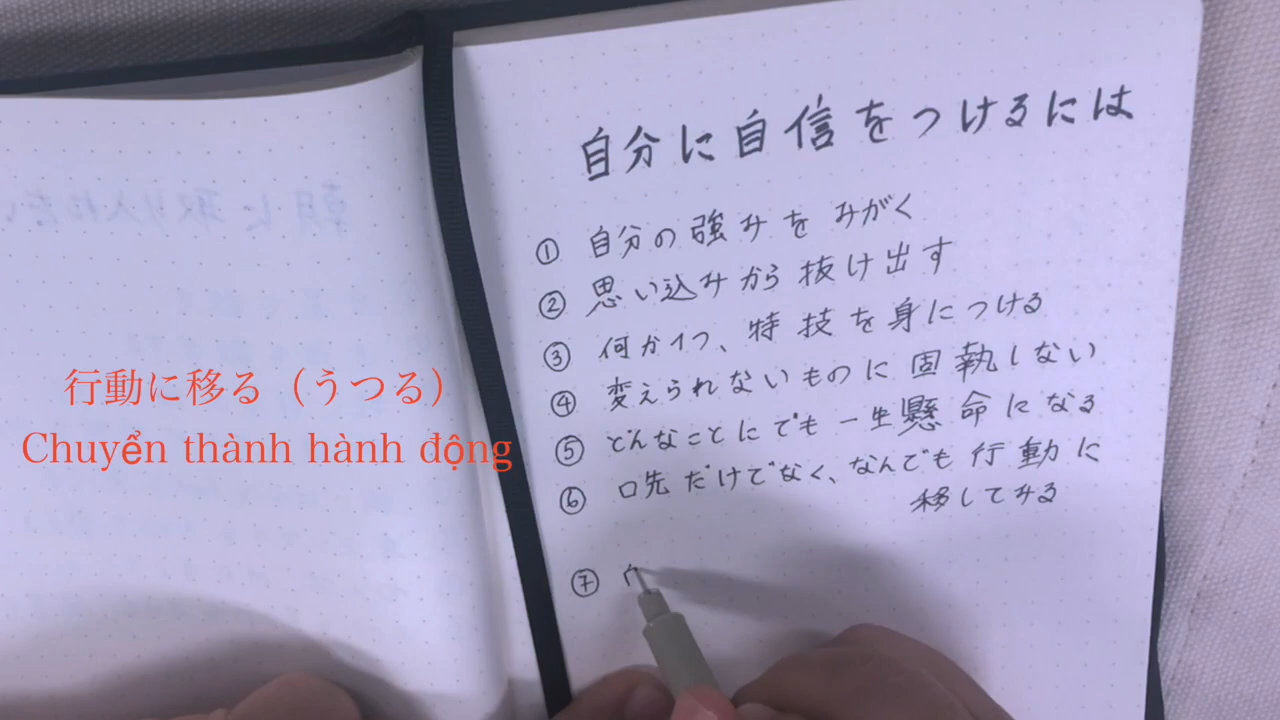 自分に自信をつけるには
① 自分の強みをみがく
② 思い込みから抜け出す
③ 何か1つ、特技を身につける
④ 変えられないものに固執しない
⑤ どんなことにでも一生懸命になる
⑥ 口先だけでなく、なんでも行動に
移してみる
⑦
行動に移る（うつる）
Chuyển thành hành động